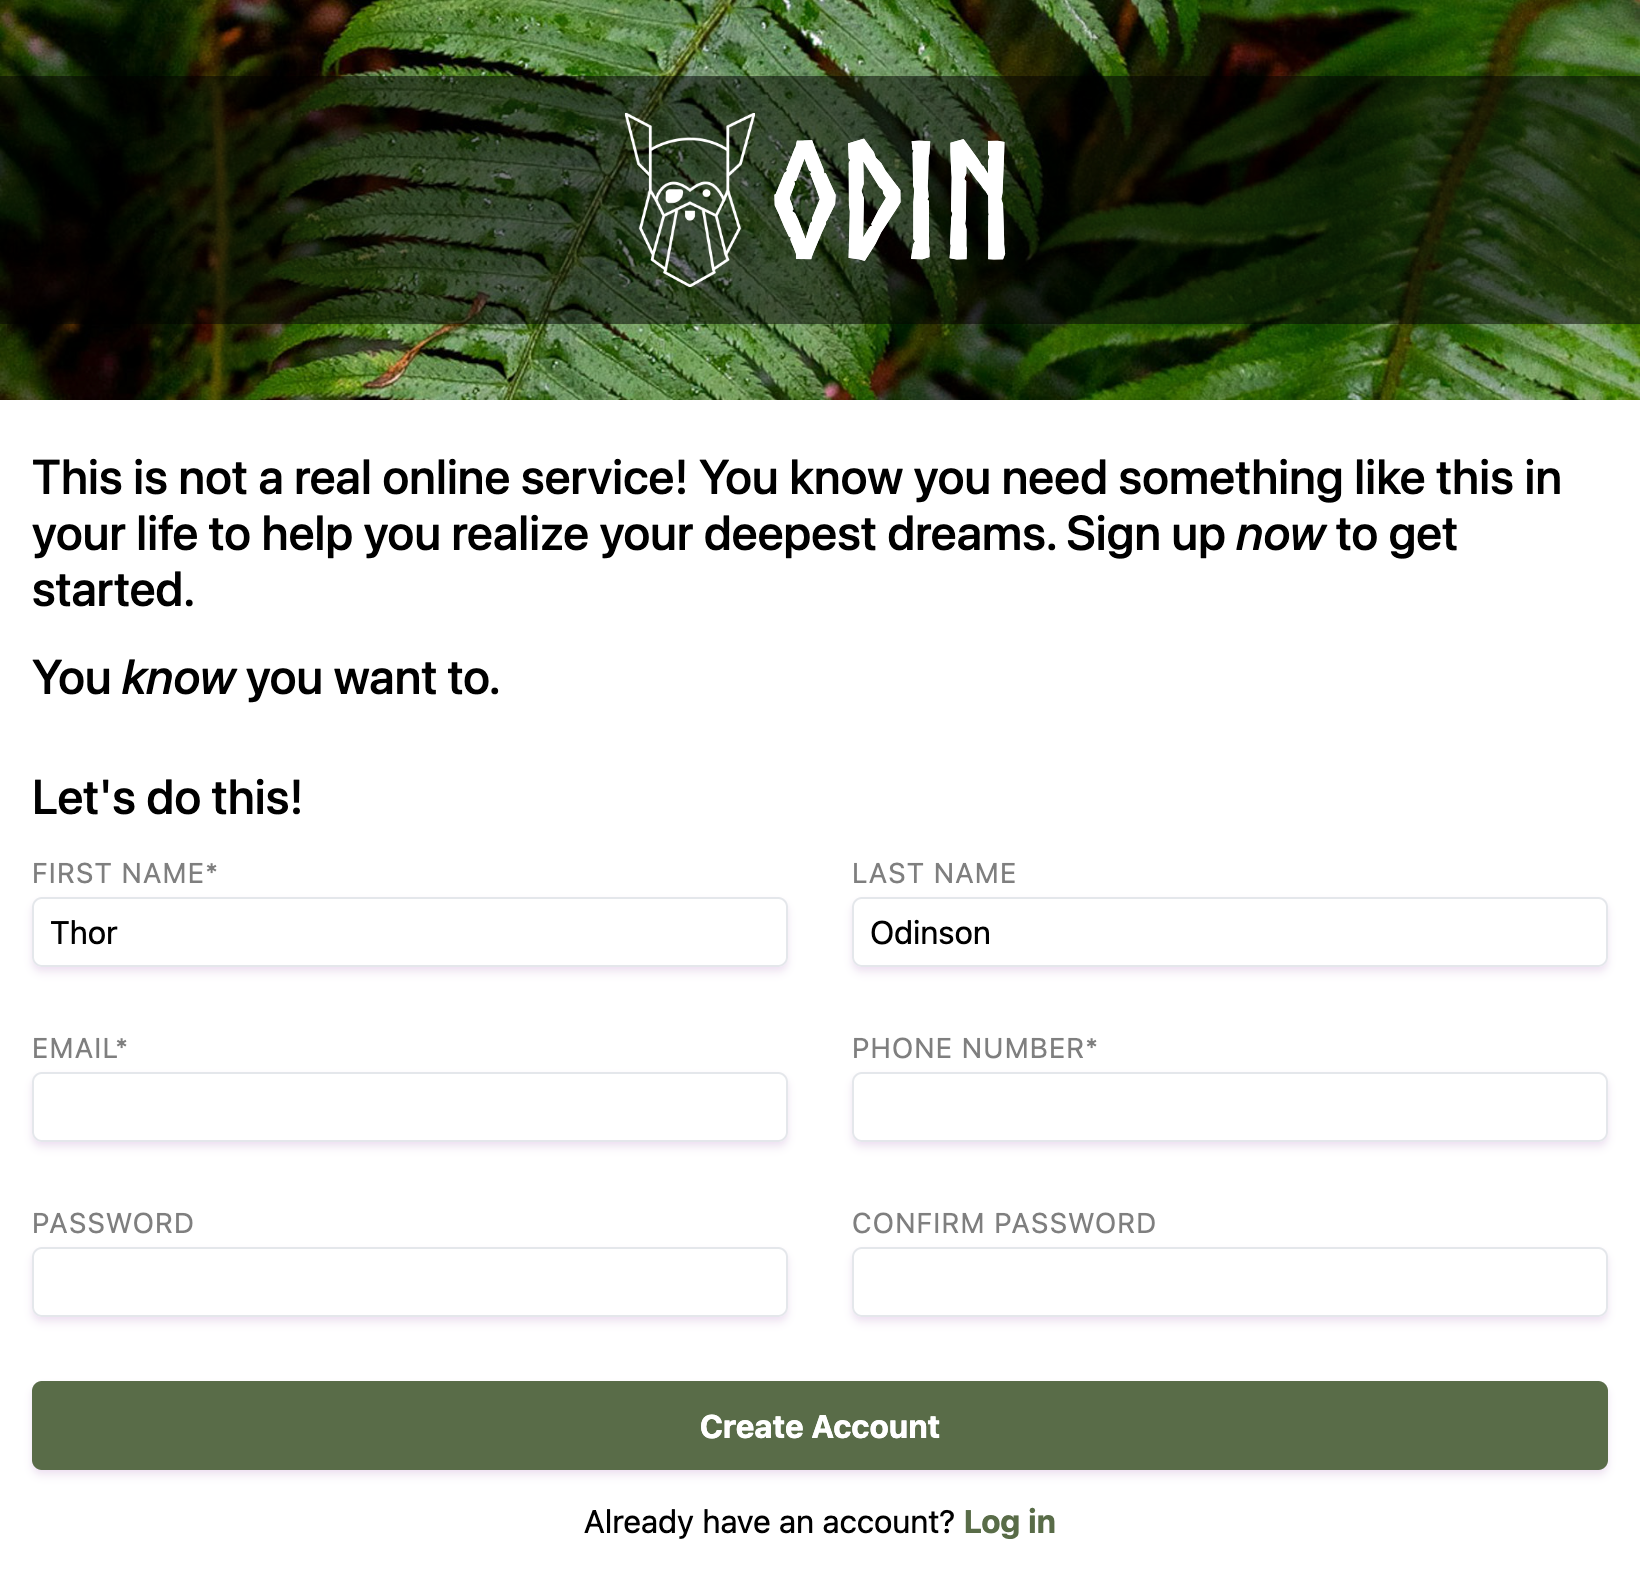 ODIN
This is not a real online service! You know you need something like this in
your life to help you realize your deepest dreams. Sign up now to get
started.
You know you want to.
Let's do this!
FIRST NAME*
LAST NAME
Thor
Odinson
EMAIL*
PHONE NUMBER*
PASSWORD
CONFIRM PASSWORD
Create Account
Already have an account? Log in